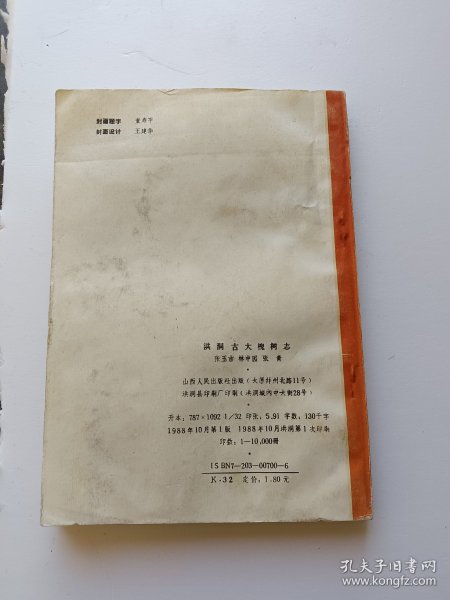 封面题字 董寿平
封面设计 王建华
洪洞古大槐树志
张玉吉 林中园 张青
山西人民出版社出版（太原并州北路11号）
洪洞县印刷厂印刷（洪洞城内中大街28号）
开本：787×1092 1/32 印张：5.91 字数：130千字
1988年10月第1版 1988年10月洪洞第1次印刷
印数：1—10,000册
ISBN7—203—00700—6
K·32 定价：1.80元
孔夫子旧书网
www.kongfz.com